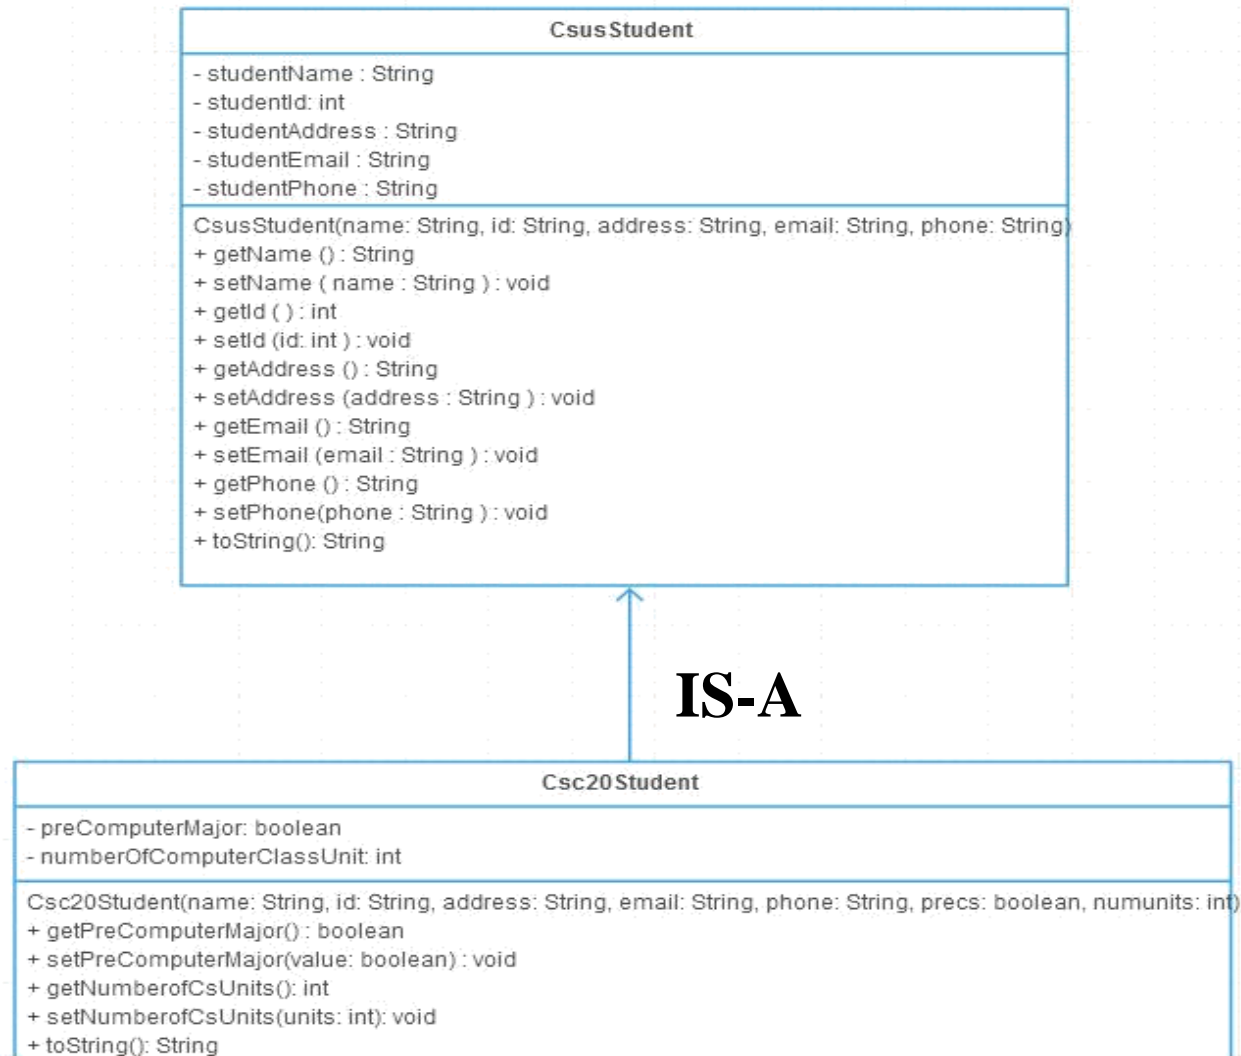 CsusStudent
- studentName : String
- studentId: int
- studentAddress : String
- studentEmail : String
- studentPhone : String
CsusStudent(name: String, id: String, address: String, email: String, phone: String)
+ getName () : String
+ setName ( name : String ) : void
+ getId ( ) : int
+ setId (id: int ) : void
+ getAddress () : String
+ setAddress (address : String ) : void
+ getEmail () : String
+ setEmail (email : String ) : void
+ getPhone () : String
+ setPhone(phone : String ) : void
+ toString(): String
IS-A
Csc20Student
- preComputerMajor: boolean
- numberOfComputerClassUnit: int
Csc20Student(name: String, id: String, address: String, email: String, phone: String, precs: boolean, numunits: int)
+ getPreComputerMajor() : boolean
+ setPreComputerMajor(value: boolean) : void
+ getNumberofCsUnits(): int
+ setNumberofCsUnits(units: int): void
+ toString(): String